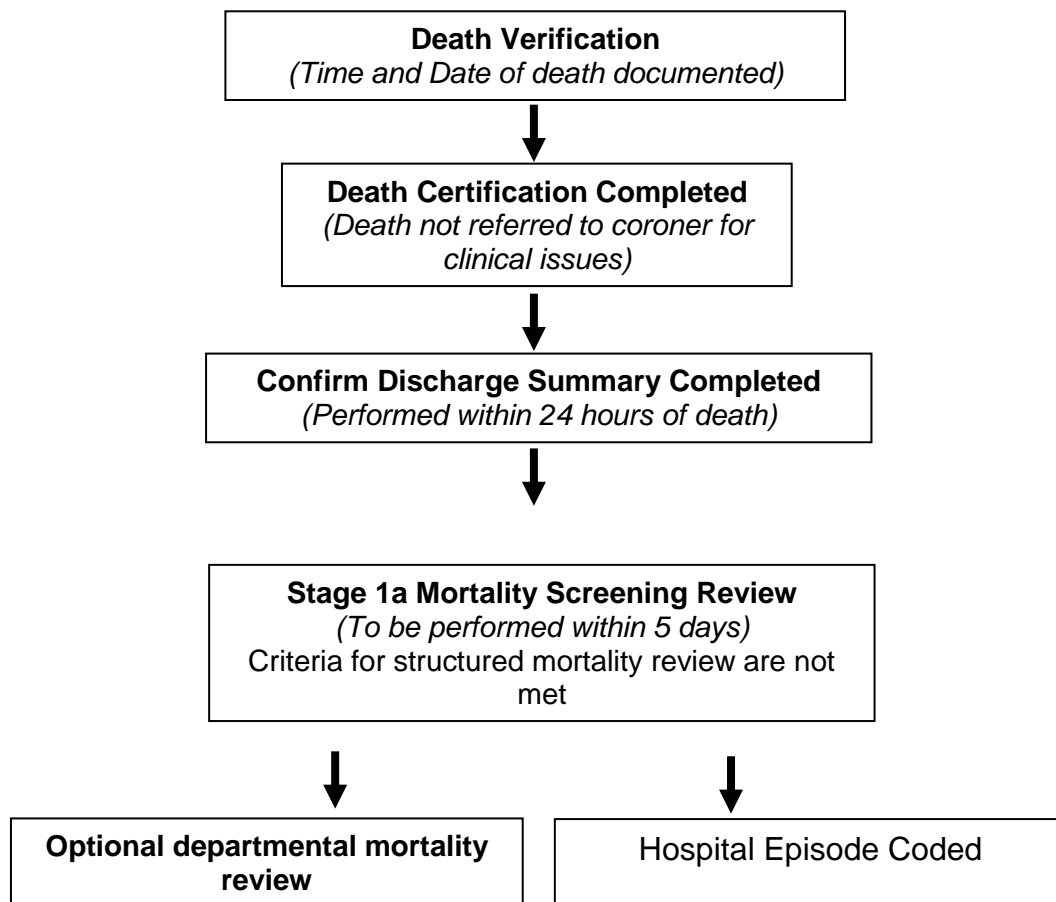 Death Verification
(Time and Date of death documented)
Death Certification Completed
(Death not referred to coroner for
clinical issues)
Confirm Discharge Summary Completed
(Performed within 24 hours of death)
Stage 1a Mortality Screening Review
(To be performed within 5 days)
Criteria for structured mortality review are not
met
Optional departmental mortality
review
Hospital Episode Coded